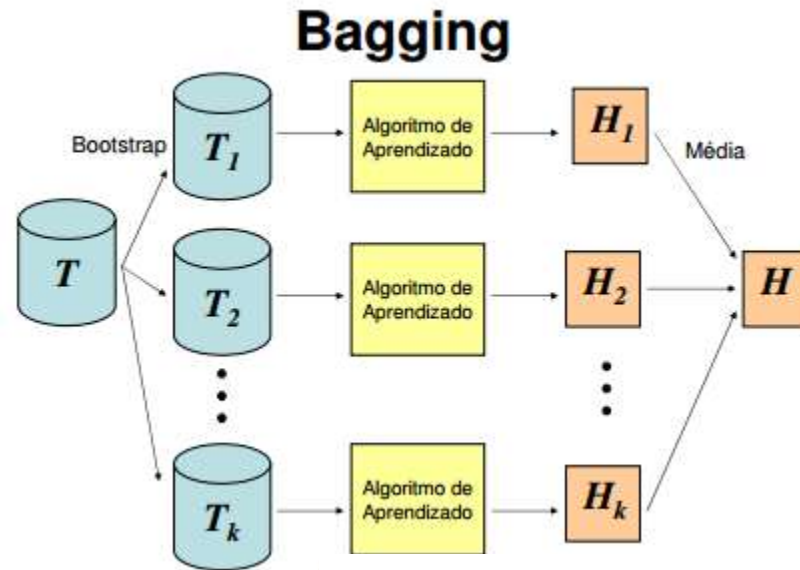 Bagging
Bootstrap
T
T1
Algoritmo de
Aprendizado
H1
Média
T2
Algoritmo de
Aprendizado
H2
H
Tk
Algoritmo de
Aprendizado
Hk